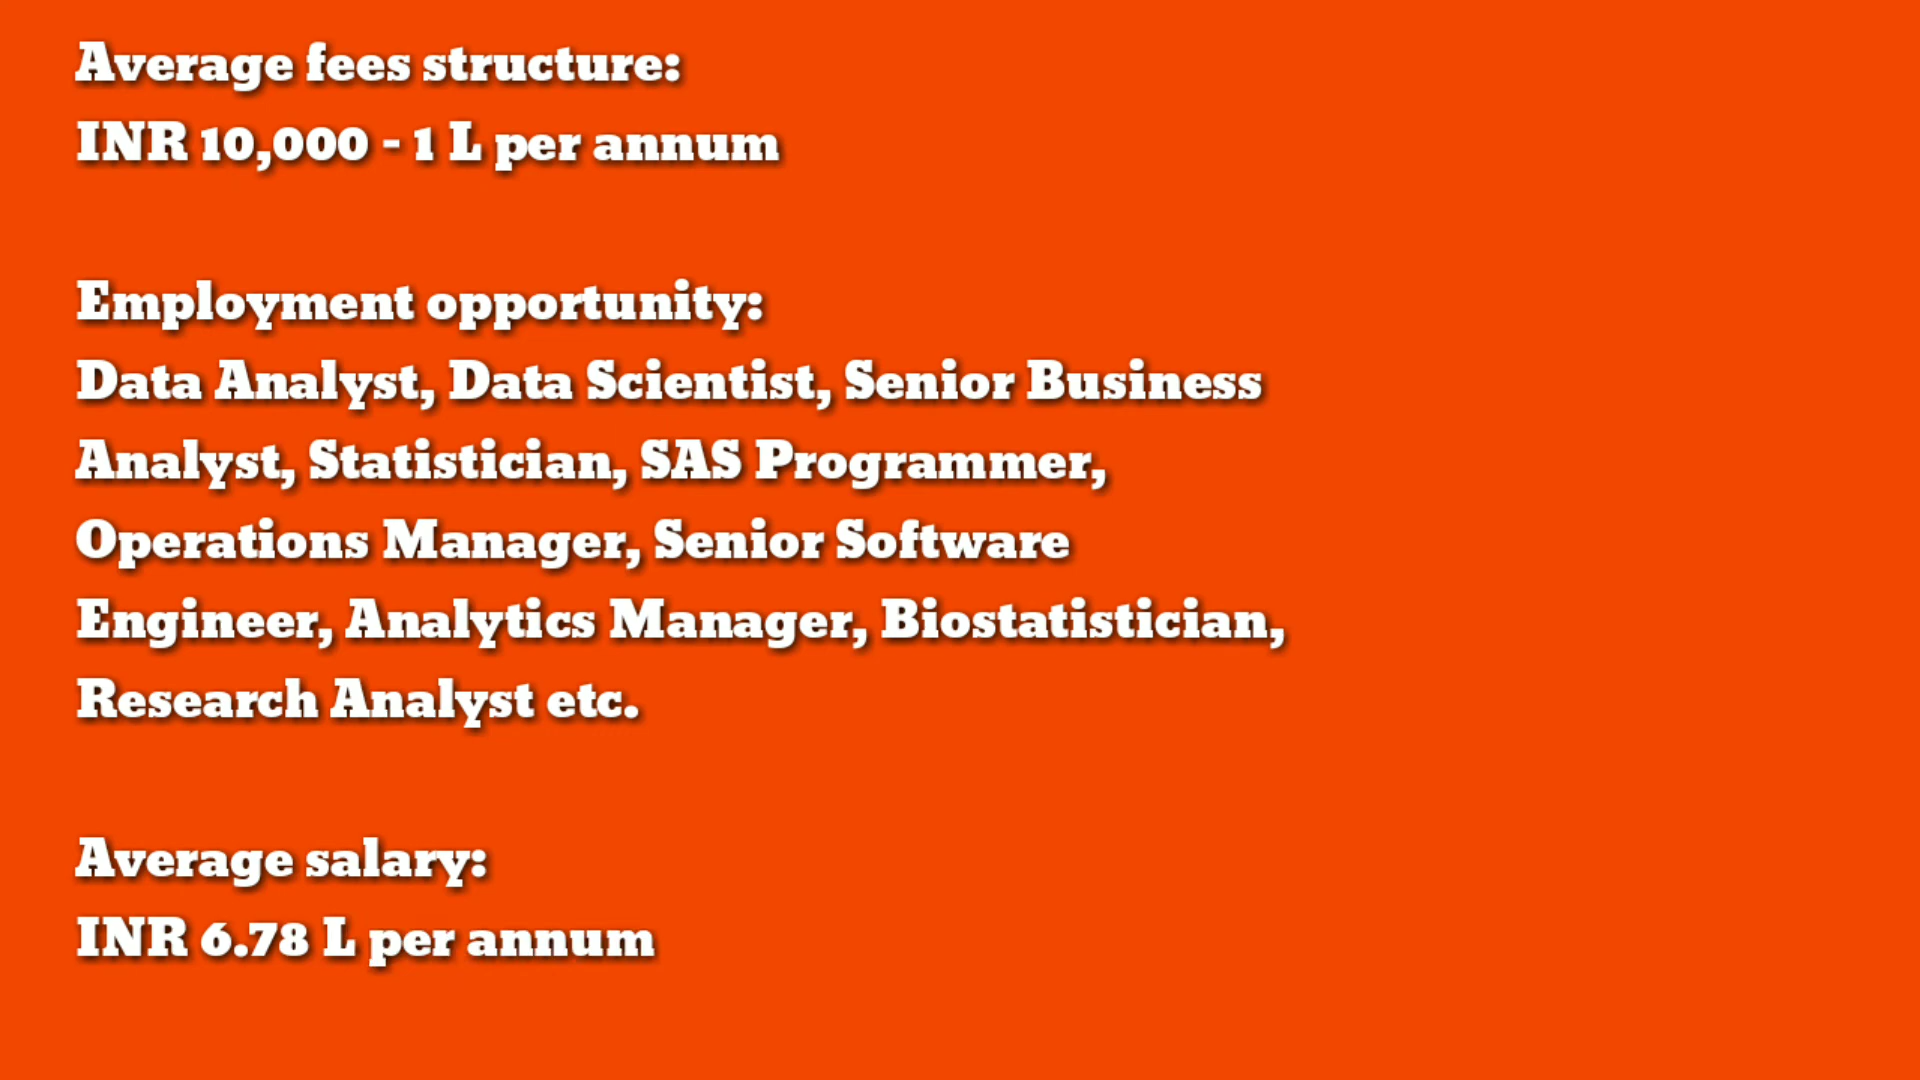 Average fees structure:
INR 10,000 - 1 L per annum
Employment opportunity:
Data Analyst, Data Scientist, Senior Business
Analyst, Statistician, SAS Programmer,
Operations Manager, Senior Software
Engineer, Analytics Manager, Biostatistician,
Research Analyst etc.
Average salary:
INR 6.78 L per annum